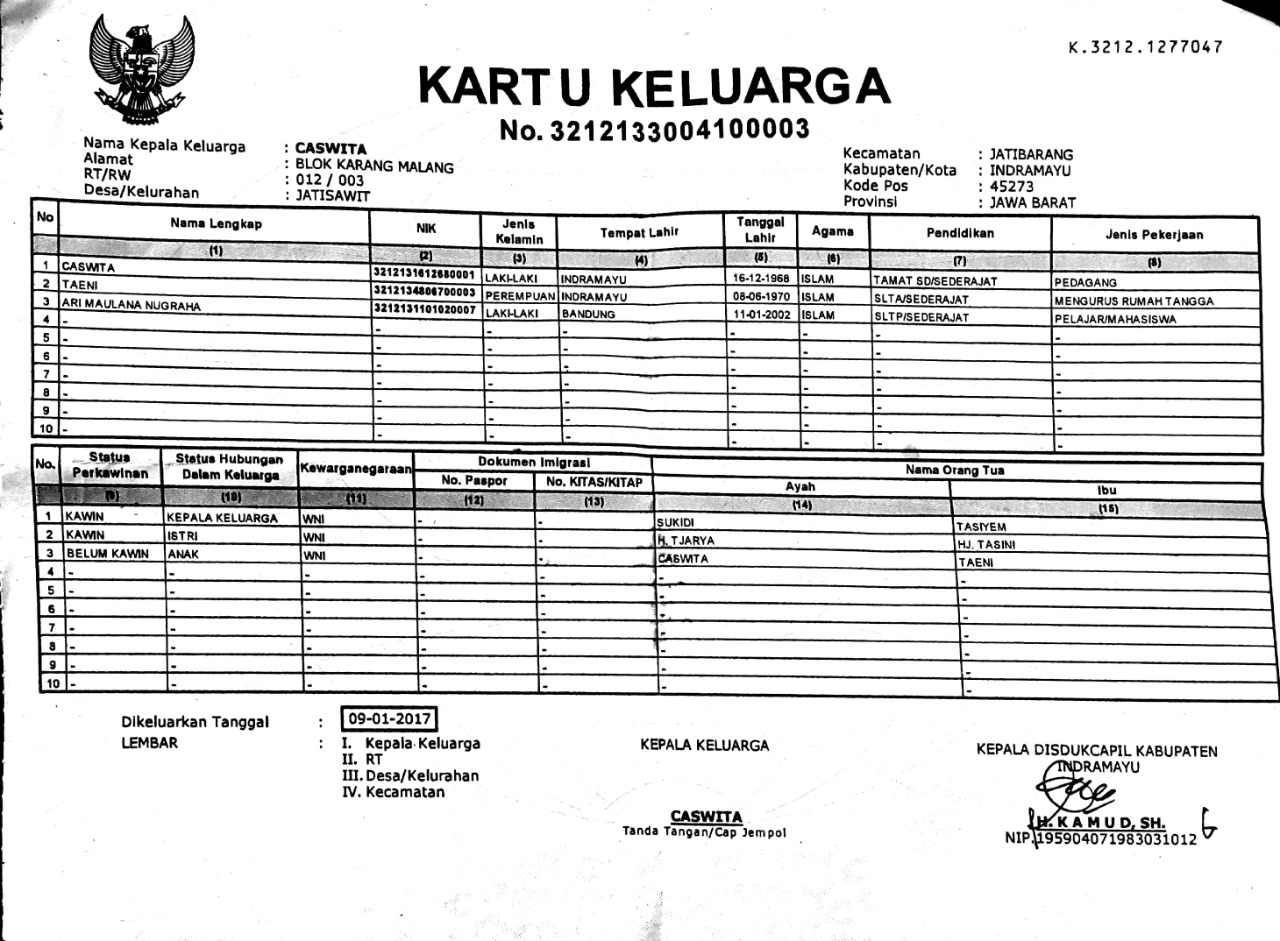 K.3212.1277047
KARTU KELUARGA
No. 3212133004100003
Nama Kepala Keluarga : CASWITA
Alamat : BLOK KARANG MALANG
RT/RW : 012 / 003
Desa/Kelurahan : JATISAWIT
Kecamatan : JATIBARANG
Kabupaten/Kota : INDRAMAYU
Kode Pos : 45273
Provinsi : JAWA BARAT
No Nama Lengkap NIK Jenis Kelamin Tempat Lahir Tanggal Lahir Agama Pendidikan Jenis Pekerjaan
(1) (2) (3) (4) (5) (6) (7) (8)
1 CASWITA 3212131612680001 LAKI-LAKI INDRAMAYU 16-12-1968 ISLAM TAMAT SD/SEDERAJAT PEDAGANG
2 TAENI 3212134806700003 PEREMPUAN INDRAMAYU 08-06-1970 ISLAM SLTA/SEDERAJAT MENGURUS RUMAH TANGGA
3 ARI MAULANA NUGRAHA 3212131101020007 LAKI-LAKI BANDUNG 11-01-2002 ISLAM SLTP/SEDERAJAT PELAJAR/MAHASISWA
4 - - - - - - - -
5 - - - - - - - -
6 - - - - - - - -
7 - - - - - - - -
8 - - - - - - - -
9 - - - - - - - -
10 - - - - - - - -
No. Status Perkawinan Status Hubungan Dalam Keluarga Kewarganegaraan Dokumen Imigrasi Nama Orang Tua
No. Paspor No. KITAS/KITAP Ayah Ibu
(9) (10) (11) (12) (13) (14) (15)
1 KAWIN KEPALA KELUARGA WNI - - SUKIDI TASIYEM
2 KAWIN ISTRI WNI - - H. TJARYA HJ. TASINI
3 BELUM KAWIN ANAK WNI - - CASWITA TAENI
4 - - - - - - -
5 - - - - - - -
6 - - - - - - -
7 - - - - - - -
8 - - - - - - -
9 - - - - - - -
10 - - - - - - -
Dikeluarkan Tanggal : 09-01-2017
LEMBAR : I. Kepala Keluarga
II. RT
III. Desa/Kelurahan
IV. Kecamatan
KEPALA KELUARGA
CASWITA
Tanda Tangan/Cap Jempol
KEPALA DISDUKCAPIL KABUPATEN
INDRAMAYU
H. K A M U D, SH.
NIP.195904071983031012